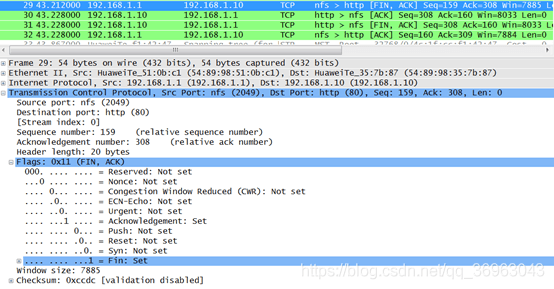 29 43.212000 192.168.1.1 192.168.1.10 TCP nfs > http [FIN, ACK] Seq=159 Ack=308 Win=7885 L
30 43.228000 192.168.1.10 192.168.1.1 TCP http > nfs [ACK] Seq=308 Ack=160 Win=8033 Len=0
31 43.228000 192.168.1.10 192.168.1.1 TCP http > nfs [FIN, ACK] Seq=308 Ack=160 Win=8033 L
32 43.228000 192.168.1.1 192.168.1.10 TCP nfs > http [ACK] Seq=160 Ack=309 Win=7884 Len=0
Frame 29: 54 bytes on wire (432 bits), 54 bytes captured (432 bits)
Ethernet II, Src: HuaweiTe_51:0b:c1 (54:89:98:51:0b:c1), Dst: HuaweiTe_35:7b:87 (54:89:98:35:7b:87)
Internet Protocol, Src: 192.168.1.1 (192.168.1.1), Dst: 192.168.1.10 (192.168.1.10)
Transmission Control Protocol, Src Port: nfs (2049), Dst Port: http (80), Seq: 159, Ack: 308, Len: 0
Source port: nfs (2049)
Destination port: http (80)
[Stream index: 0]
Sequence number: 159 (relative sequence number)
Acknowledgement number: 308 (relative ack number)
Header length: 20 bytes
Flags: 0x11 (FIN, ACK)
000. .... .... = Reserved: Not set
...0 .... .... = Nonce: Not set
.... 0... .... = Congestion Window Reduced (CWR): Not set
.... .0.. .... = ECN-Echo: Not set
.... ..0. .... = Urgent: Not set
.... ...1 .... = Acknowledgement: Set
.... .... 0... = Push: Not set
.... .... .0.. = Reset: Not set
.... .... ..0. = Syn: Not set
.... .... ...1 = Fin: Set
Window size: 7885
https://blog.csdn.net/qq_36963043
Checksum: 0xccdc [validation disabled]